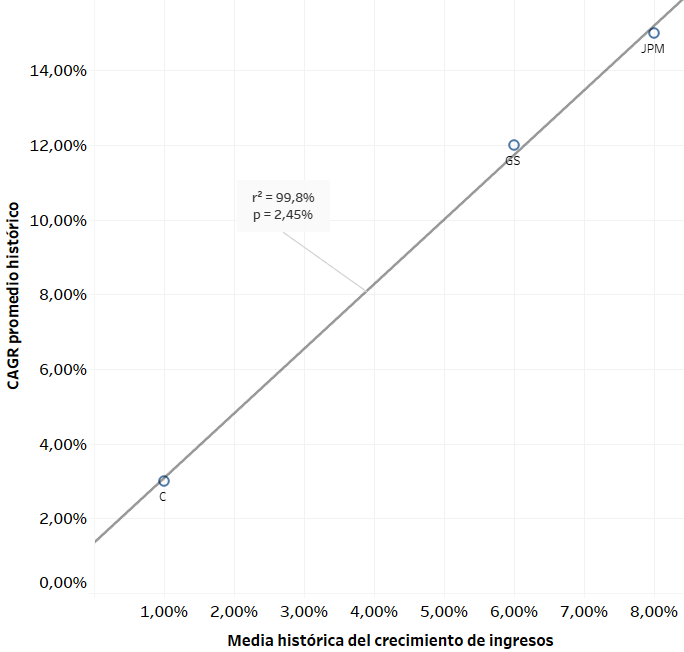 CAGR promedio histórico
14,00%
12,00%
10,00%
8,00%
6,00%
4,00%
2,00%
0,00%
JPM
GS
r² = 99,8%
p = 2,45%
C
1,00% 2,00% 3,00% 4,00% 5,00% 6,00% 7,00% 8,00%
Media histórica del crecimiento de ingresos